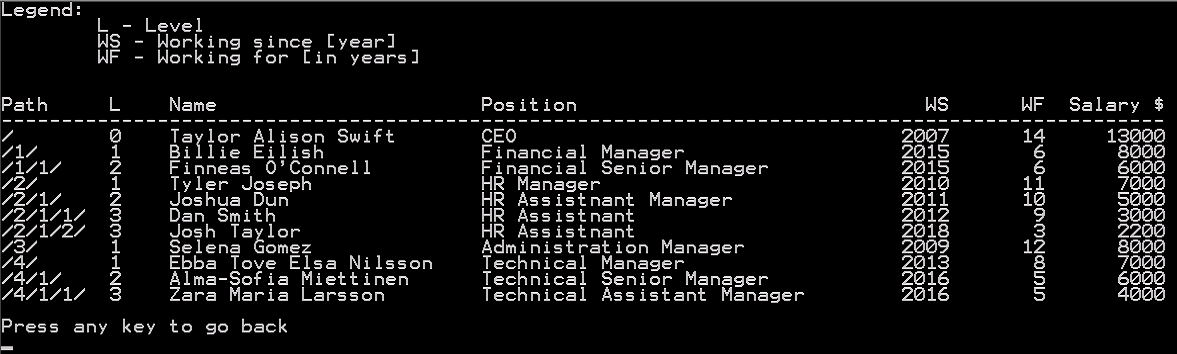 Legend:
L - Level
WS - Working since [year]
WF - Working for [in years]
Path L Name Position WS WF Salary $
------------------------------------------------------------------------------------------------------------------
/ 0 Taylor Alison Swift CEO 2007 14 13000
/1/ 1 Billie Eilish Financial Manager 2015 6 8000
/1/1/ 2 Finneas O'Connell Financial Senior Manager 2015 6 6000
/2/ 1 Tyler Joseph HR Manager 2010 11 7000
/2/1/ 2 Joshua Dun HR Assistnant Manager 2011 10 5000
/2/1/1/ 3 Dan Smith HR Assistnant 2012 9 3000
/2/1/2/ 3 Josh Taylor HR Assistnant 2018 3 2200
/3/ 1 Selena Gomez Administration Manager 2009 12 8000
/4/ 1 Ebba Tove Elsa Nilsson Technical Manager 2013 8 7000
/4/1/ 2 Alma-Sofia Miettinen Technical Senior Manager 2016 5 6000
/4/1/1/ 3 Zara Maria Larsson Technical Assistant Manager 2016 5 4000
Press any key to go back